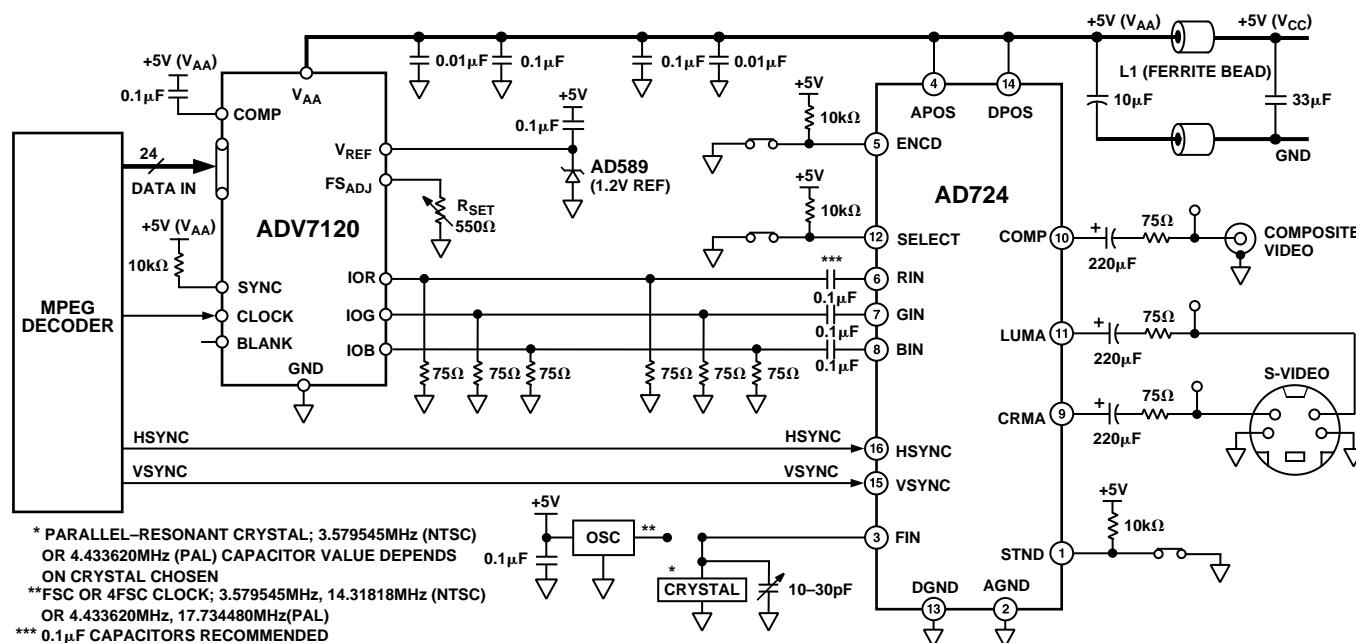 +5V (VAA)
+5V (VCC)
L1 (FERRITE BEAD)
10µF
33µF
GND
0.01µF
0.1µF
0.1µF
0.01µF
+5V (VAA)
0.1µF
VAA
COMP
24
DATA IN
ADV7120
VREF
FSADJ
RSET
550Ω
+5V
0.1µF
AD589
(1.2V REF)
+5V (VAA)
10kΩ
SYNC
CLOCK
BLANK
GND
IOR
IOG
IOB
MPEG
DECODER
75Ω
75Ω
75Ω
75Ω
75Ω
75Ω
***
0.1µF
0.1µF
0.1µF
+5V
10kΩ
+5V
10kΩ
4
APOS
14
DPOS
5
ENCD
AD724
12
SELECT
6
RIN
7
GIN
8
BIN
16
HSYNC
15
VSYNC
3
FIN
13
DGND
2
AGND
COMP
10
LUMA
11
CRMA
9
STND
1
+
220µF
75Ω
COMPOSITE
VIDEO
+
220µF
75Ω
+
220µF
75Ω
S-VIDEO
+5V
10kΩ
HSYNC
HSYNC
VSYNC
VSYNC
+5V
0.1µF
OSC
**
*
CRYSTAL
10–30pF
* PARALLEL–RESONANT CRYSTAL; 3.579545MHz (NTSC)
OR 4.433620MHz (PAL) CAPACITOR VALUE DEPENDS
ON CRYSTAL CHOSEN
**FSC OR 4FSC CLOCK; 3.579545MHz, 14.31818MHz (NTSC)
OR 4.433620MHz, 17.734480MHz(PAL)
*** 0.1µF CAPACITORS RECOMMENDED